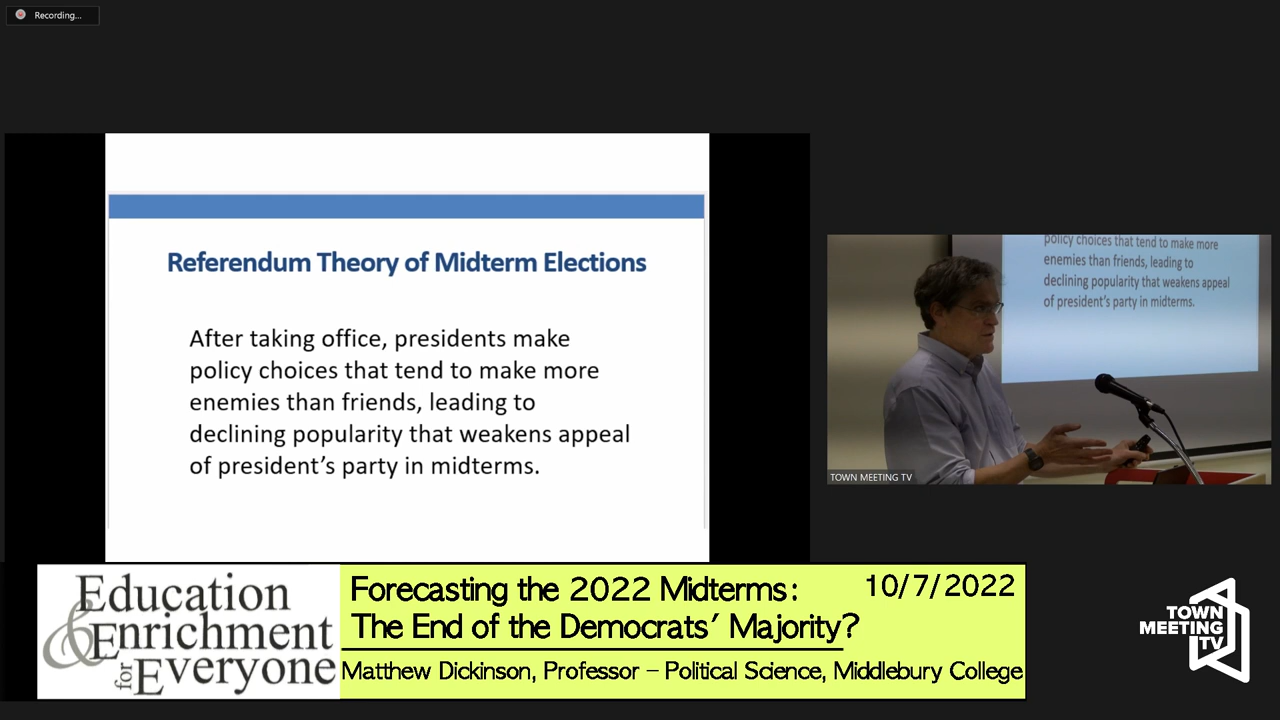 Recording...
Referendum Theory of Midterm Elections
After taking office, presidents make
policy choices that tend to make more
enemies than friends, leading to
declining popularity that weakens appeal
of president's party in midterms.
policy choices that tend to make more
enemies than friends, leading to
declining popularity that weakens appeal
of president's party in midterms.
TOWN MEETING TV
Education
& Enrichment
for Everyone
Forecasting the 2022 Midterms: 10/7/2022
The End of the Democrats' Majority?
Matthew Dickinson, Professor – Political Science, Middlebury College
TOWN
MEETING
TV